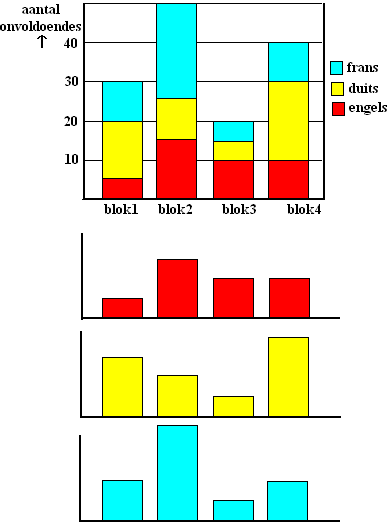 aantal
onvoldoendes
↑
40
30
20
10
frans
duits
engels
blok1 blok2 blok3 blok4